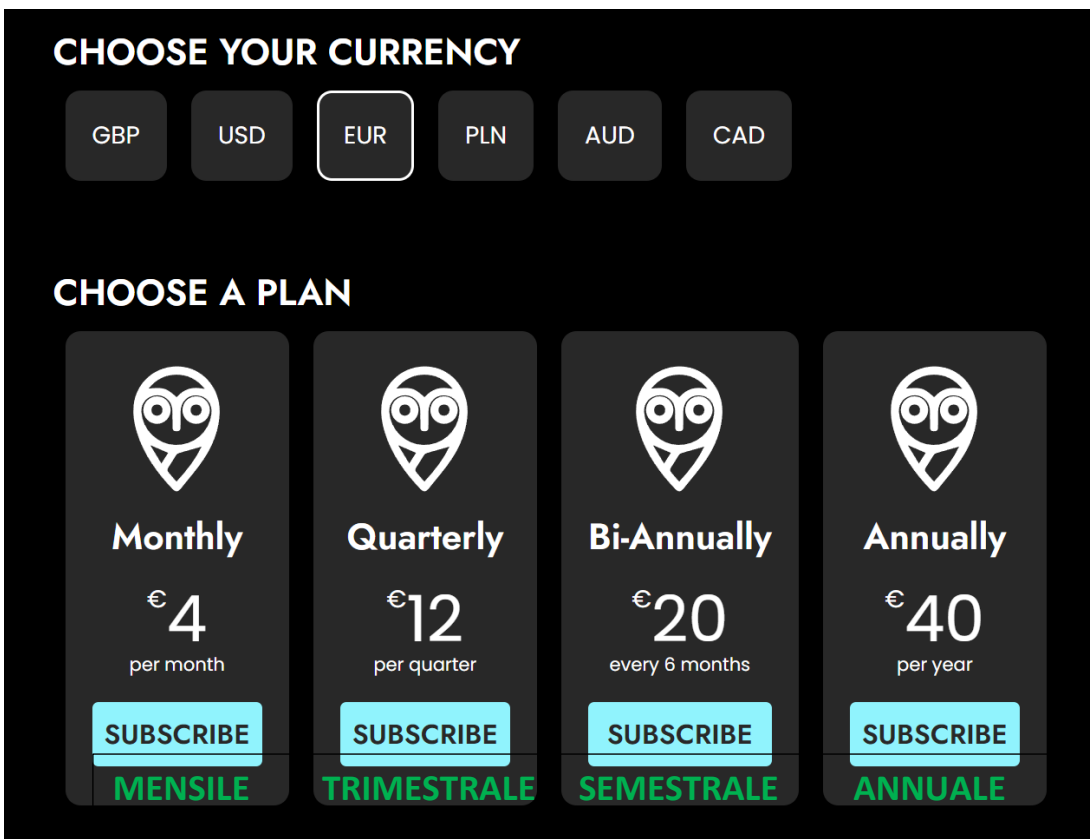 CHOOSE YOUR CURRENCY
GBP USD EUR PLN AUD CAD
CHOOSE A PLAN
Monthly Quarterly Bi-Annually Annually
€4 €12 €20 €40
per month per quarter every 6 months per year
SUBSCRIBE SUBSCRIBE SUBSCRIBE SUBSCRIBE
MENSILE TRIMESTRALE SEMESTRALE ANNUALE